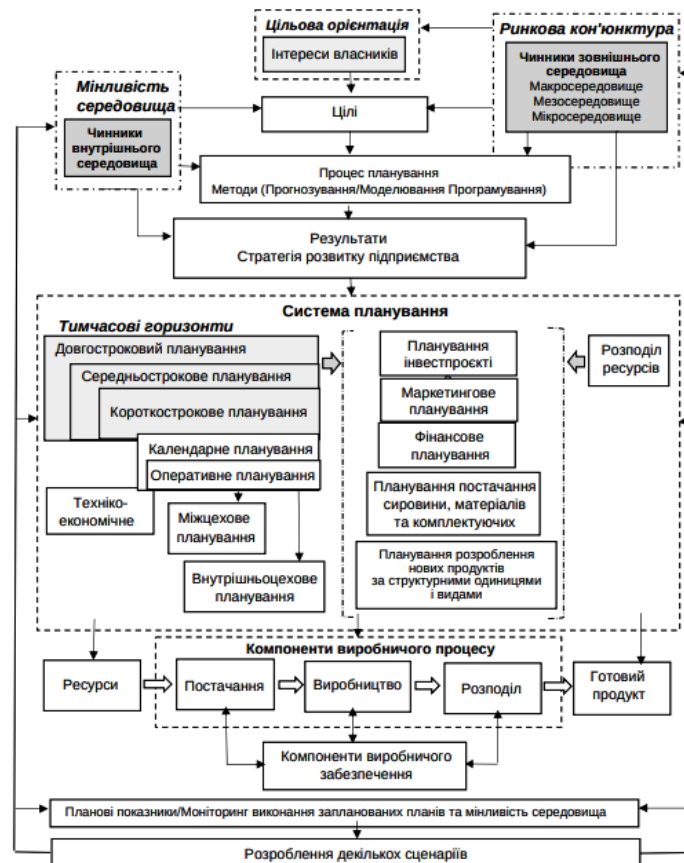 Цільова орієнтація
Інтереси власників
Ринкова кон'юнктура
Чинники зовнішнього
середовища
Макросередовище
Мезосередовище
Мікросередовище
Мінливість
середовища
Чинники
внутрішнього
середовища
Цілі
Процес планування
Методи (Прогнозування/Моделювання Програмування)
Результати
Стратегія розвитку підприємства
Система планування
Тимчасові горизонти
Довгостроковий планування
Середньострокове планування
Короткострокове планування
Календарне планування
Оперативне планування
Техніко-
економічне
Міжцехове
планування
Внутрішньоцехове
планування
Планування
інвестпроєкті
Маркетингове
планування
Фінансове
планування
Планування постачання
сировини, матеріалів
та комплектуючих
Планування розроблення
нових продуктів
за структурними одиницями
і видами
Розподіл
ресурсів
Компоненти виробничого процесу
Ресурси
Постачання
Виробництво
Розподіл
Готовий
продукт
Компоненти виробничого
забезпечення
Планові показники/Моніторинг виконання запланованих планів та мінливість середовища
Розроблення декількох сценаріїв